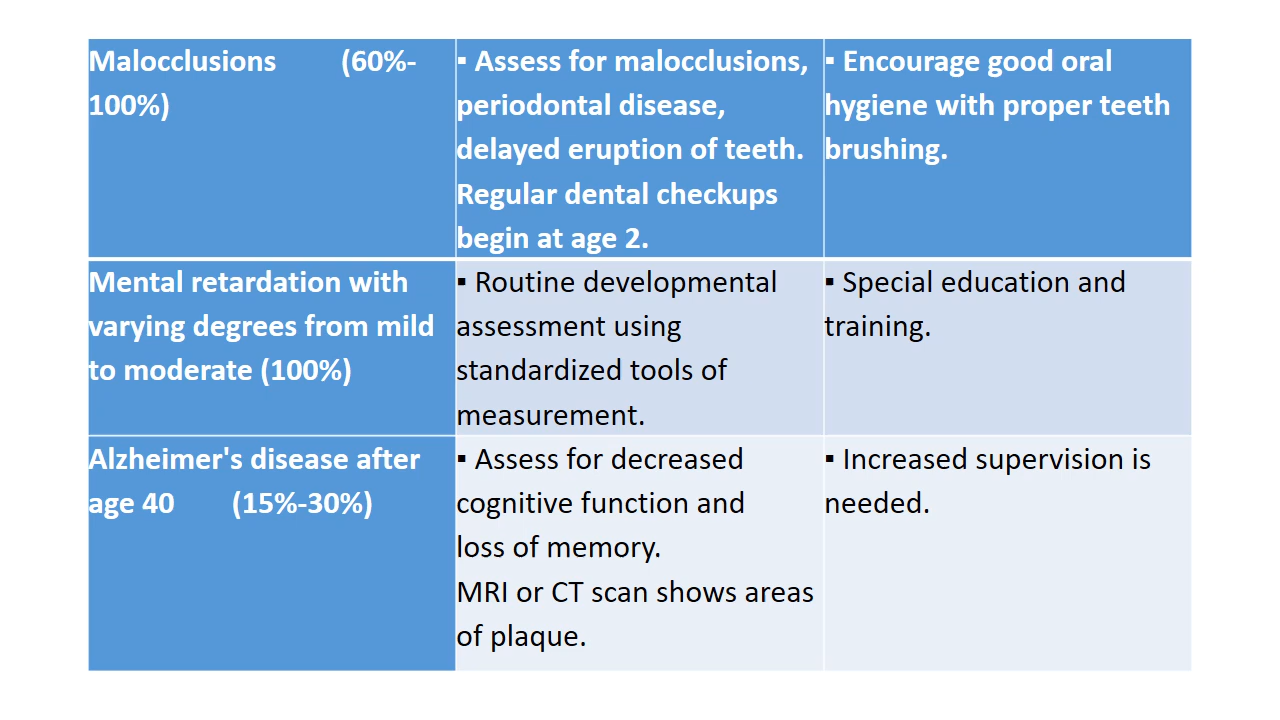 Malocclusions (60%-
100%)
▪ Assess for malocclusions,
periodontal disease,
delayed eruption of teeth.
Regular dental checkups
begin at age 2.
▪ Encourage good oral
hygiene with proper teeth
brushing.
Mental retardation with
varying degrees from mild
to moderate (100%)
▪ Routine developmental
assessment using
standardized tools of
measurement.
▪ Special education and
training.
Alzheimer's disease after
age 40 (15%-30%)
▪ Assess for decreased
cognitive function and
loss of memory.
MRI or CT scan shows areas
of plaque.
▪ Increased supervision is
needed.